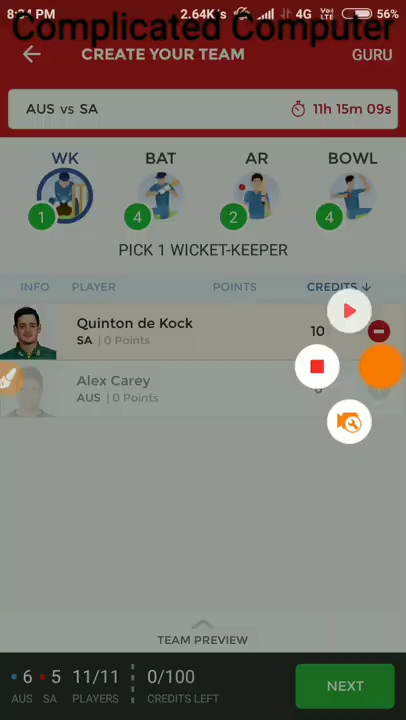 8:34 PM 2.64K/s 4G VoLTE 56%
Complicated Computer
CREATE YOUR TEAM GURU
AUS vs SA 11h 15m 09s
WK BAT AR BOWL
1 4 2 4
PICK 1 WICKET-KEEPER
INFO PLAYER POINTS CREDITS ↓
Quinton de Kock 10
SA | 0 Points
Alex Carey
AUS | 0 Points
TEAM PREVIEW
6 5 11/11 0/100 NEXT
AUS SA PLAYERS CREDITS LEFT